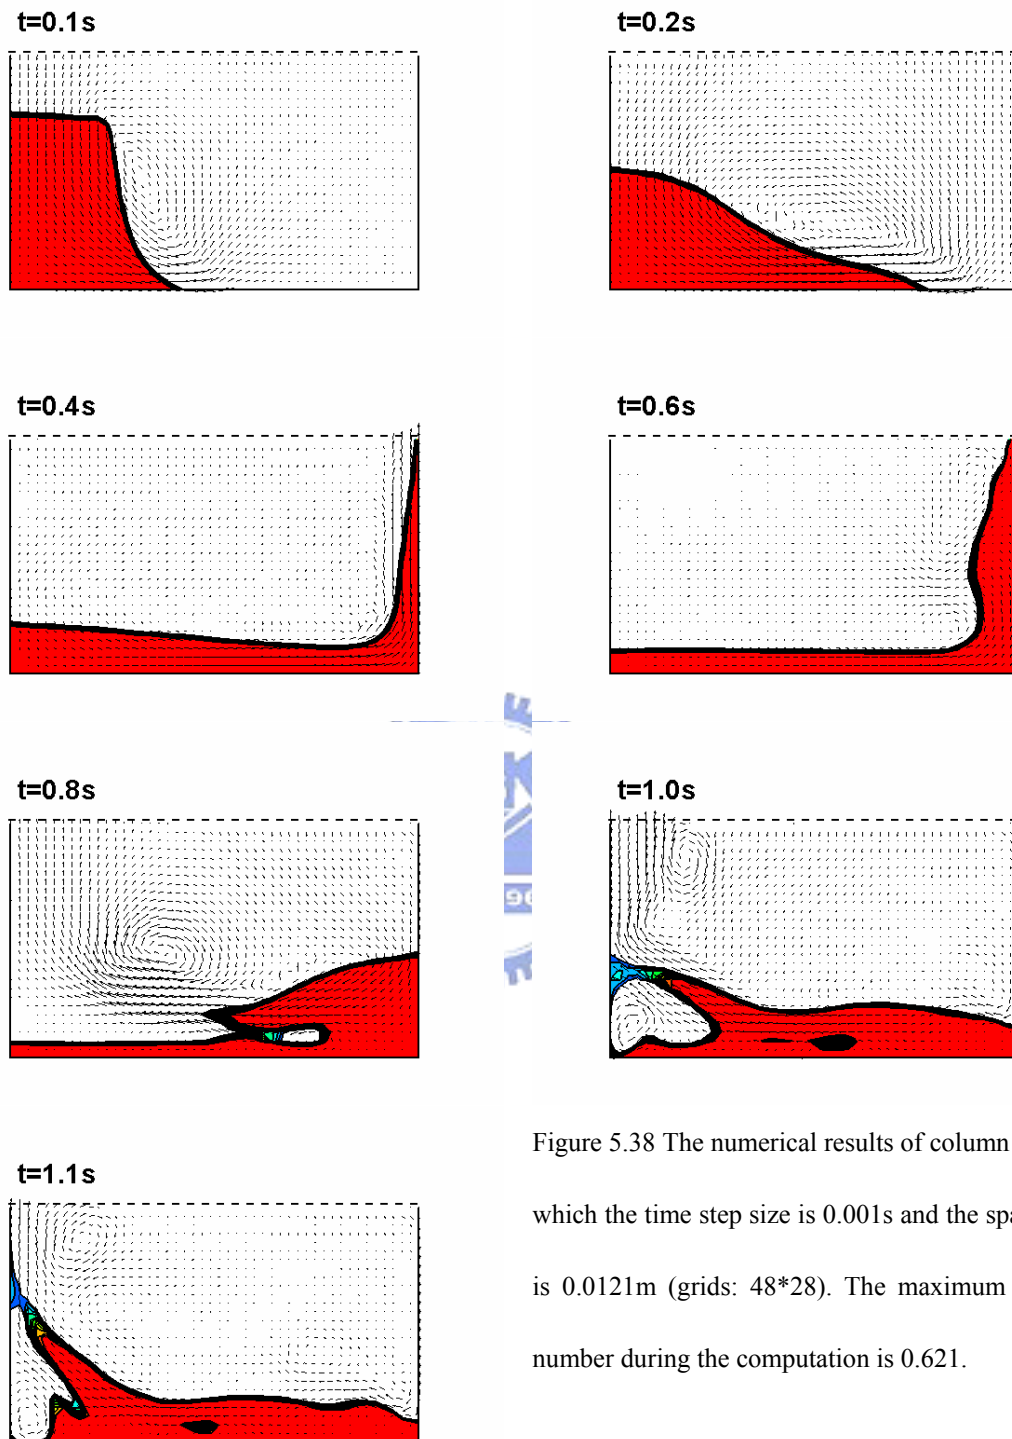 t=0.1s
t=0.2s
t=0.4s
t=0.6s
t=0.8s
t=1.0s
t=1.1s
Figure 5.38 The numerical results of column
which the time step size is 0.001s and the spa
is 0.0121m (grids: 48*28). The maximum
number during the computation is 0.621.